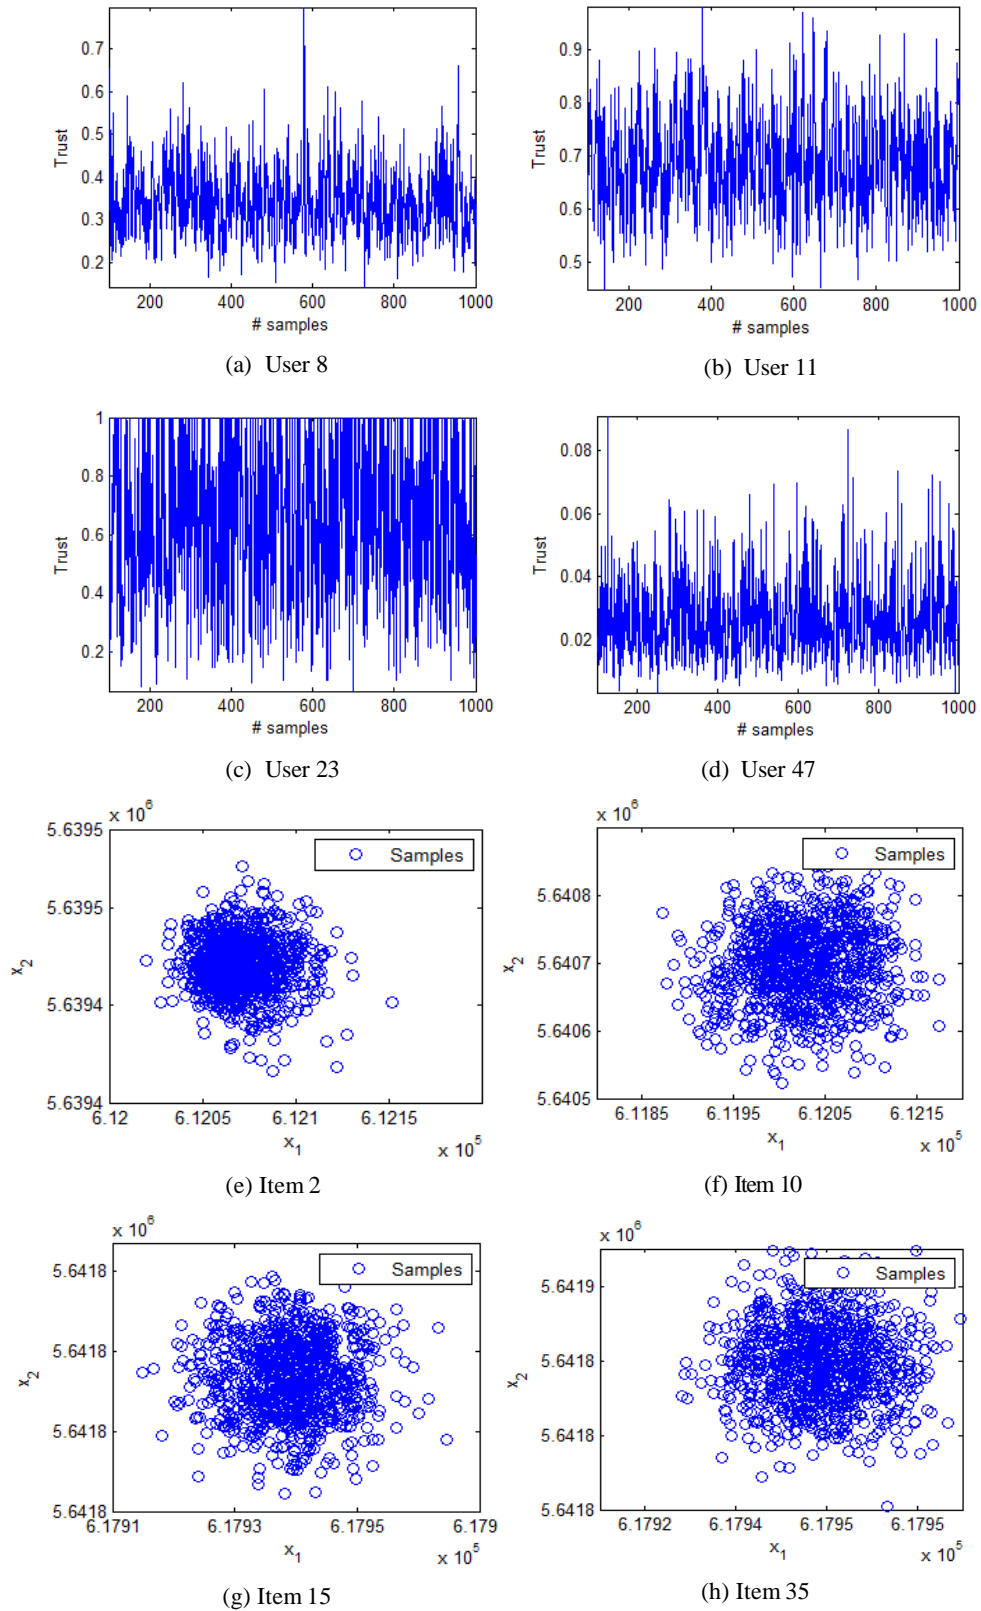 0.7
0.6
0.5
0.4
0.3
0.2
Trust
200 400 600 800 1000
# samples
(a) User 8
0.9
0.8
0.7
0.6
0.5
Trust
200 400 600 800 1000
# samples
(b) User 11
1
0.8
0.6
0.4
0.2
Trust
200 400 600 800 1000
# samples
(c) User 23
0.08
0.06
0.04
0.02
Trust
200 400 600 800 1000
# samples
(d) User 47
x 10^6
5.6395
5.6395
5.6394
5.6394
x_2
Samples
6.12 6.1205 6.121 6.1215
x_1
x 10^5
(e) Item 2
x 10^6
5.6408
5.6407
5.6406
5.6405
x_2
Samples
6.1185 6.1195 6.1205 6.1215
x_1
x 10^5
(f) Item 10
x 10^6
5.6418
5.6418
5.6418
5.6418
x_2
Samples
6.1791 6.1793 6.1795 6.179
x_1
x 10^5
(g) Item 15
x 10^6
5.6419
5.6418
5.6418
5.6418
x_2
Samples
6.1792 6.1794 6.1795 6.1795
x_1
x 10^5
(h) Item 35